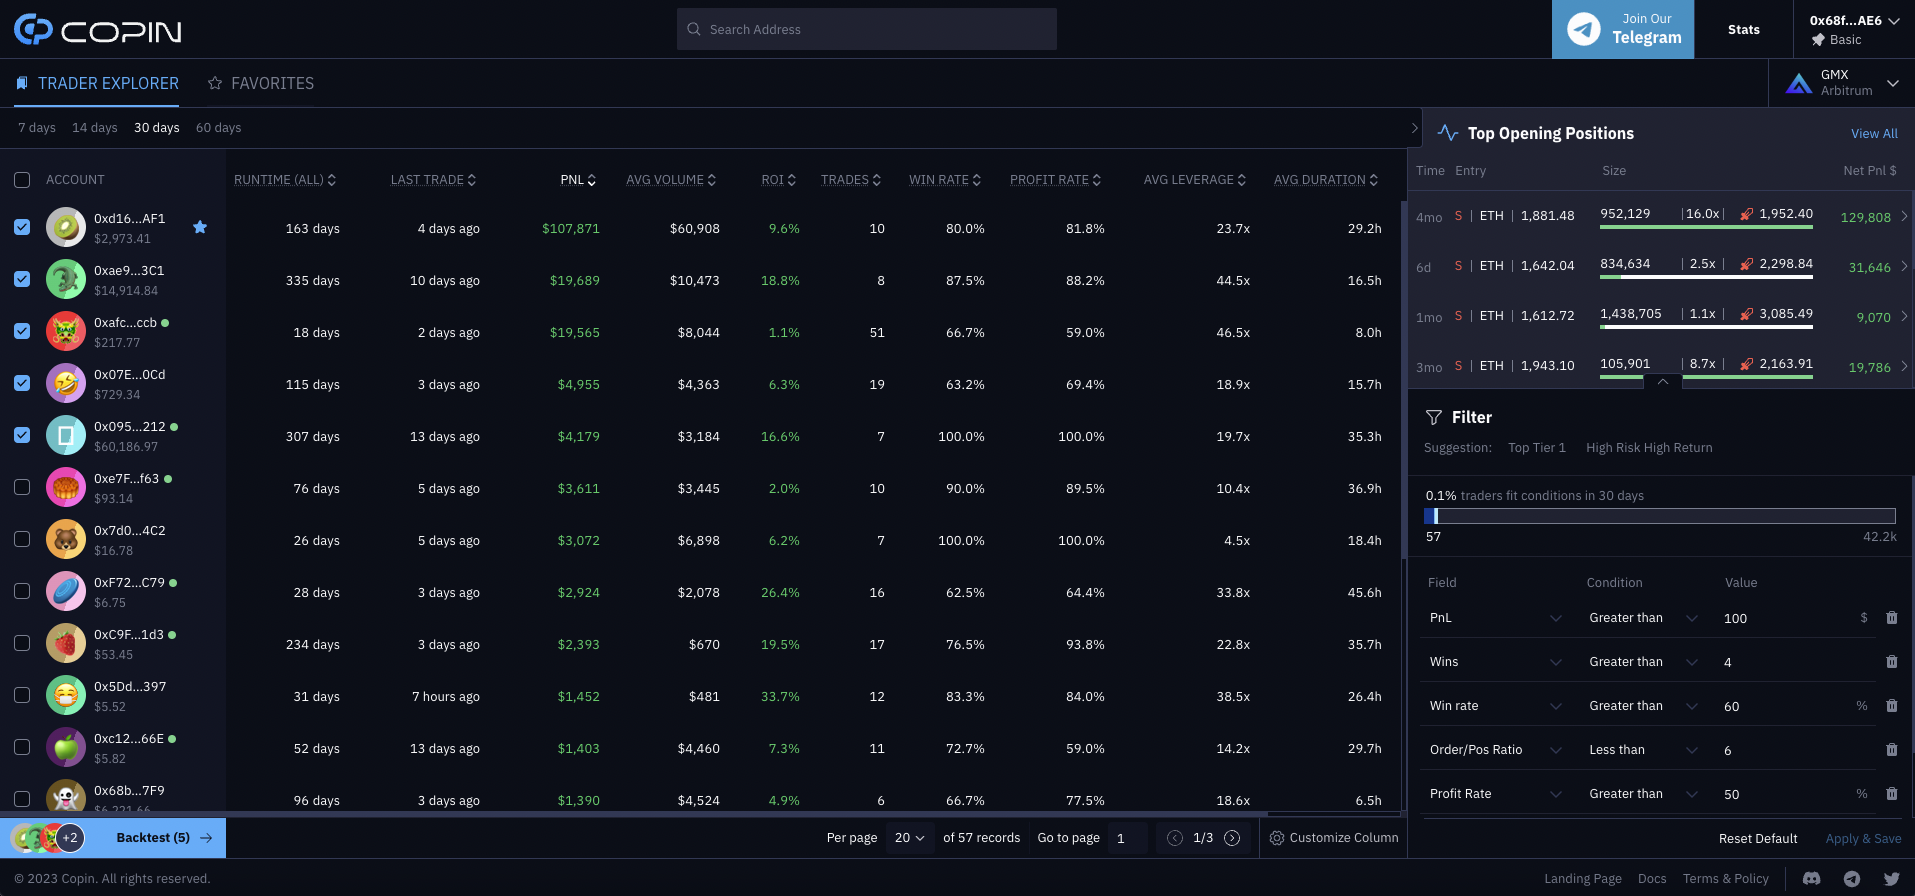 COPIN
Search Address
Join Our
Telegram
Stats
0x68f...AE6
Basic
TRADER EXPLORER
FAVORITES
GMX
Arbitrum
7 days 14 days 30 days 60 days
ACCOUNT RUNTIME (ALL) LAST TRADE PNL AVG VOLUME ROI TRADES WIN RATE PROFIT RATE AVG LEVERAGE AVG DURATION
0xd16...AF1
$2,973.41
163 days 4 days ago $107,871 $60,908 9.6% 10 80.0% 81.8% 23.7x 29.2h
0xae9...3C1
$14,914.84
335 days 10 days ago $19,689 $10,473 18.8% 8 87.5% 88.2% 44.5x 16.5h
0xafc...ccb
$217.77
18 days 2 days ago $19,565 $8,044 1.1% 51 66.7% 59.0% 46.5x 8.0h
0x07E...0Cd
$729.34
115 days 3 days ago $4,955 $4,363 6.3% 19 63.2% 69.4% 18.9x 15.7h
0x095...212
$60,186.97
307 days 13 days ago $4,179 $3,184 16.6% 7 100.0% 100.0% 19.7x 35.3h
0xe7F...f63
$93.14
76 days 5 days ago $3,611 $3,445 2.0% 10 90.0% 89.5% 10.4x 36.9h
0x7d0...4C2
$16.78
26 days 5 days ago $3,072 $6,898 6.2% 7 100.0% 100.0% 4.5x 18.4h
0xF72...C79
$6.75
28 days 3 days ago $2,924 $2,078 26.4% 16 62.5% 64.4% 33.8x 45.6h
0xC9F...1d3
$53.45
234 days 3 days ago $2,393 $670 19.5% 17 76.5% 93.8% 22.8x 35.7h
0x5Dd...397
$5.52
31 days 7 hours ago $1,452 $481 33.7% 12 83.3% 84.0% 38.5x 26.4h
0xc12...66E
$5.82
52 days 13 days ago $1,403 $4,460 7.3% 11 72.7% 59.0% 14.2x 29.7h
0x68b...7F9
$6,221.66
96 days 3 days ago $1,390 $4,524 4.9% 6 66.7% 77.5% 18.6x 6.5h
+2 Backtest (5)
Per page 20 of 57 records Go to page 1 1/3 Customize Column
Top Opening Positions View All
Time Entry Size Net Pnl $
4mo S | ETH | 1,881.48 952,129 | 16.0x | 1,952.40 129,808
6d S | ETH | 1,642.04 834,634 | 2.5x | 2,298.84 31,646
1mo S | ETH | 1,612.72 1,438,705 | 1.1x | 3,085.49 9,070
3mo S | ETH | 1,943.10 105,901 | 8.7x | 2,163.91 19,786
Filter
Suggestion: Top Tier 1 High Risk High Return
0.1% traders fit conditions in 30 days
57 42.2k
Field Condition Value
PnL Greater than 100 $
Wins Greater than 4
Win rate Greater than 60 %
Order/Pos Ratio Less than 6
Profit Rate Greater than 50 %
Reset Default Apply & Save
© 2023 Copin. All rights reserved.
Landing Page Docs Terms & Policy